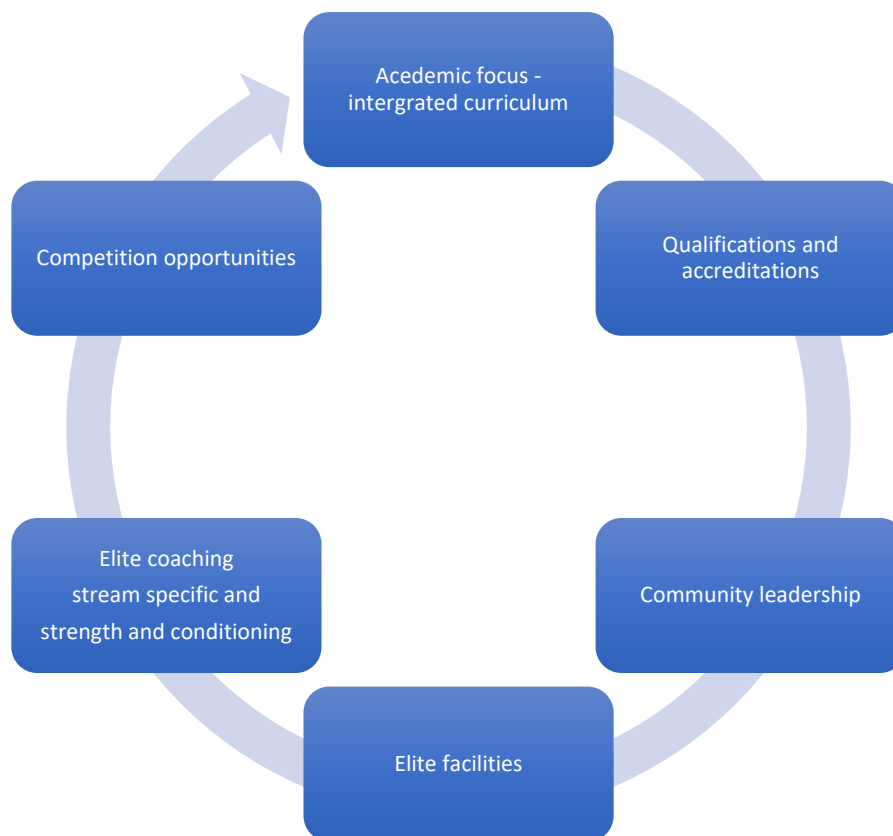 Acedemic focus -
intergrated curriculum
Qualifications and
accreditations
Community leadership
Elite facilities
Elite coaching
stream specific and
strength and conditioning
Competition opportunities